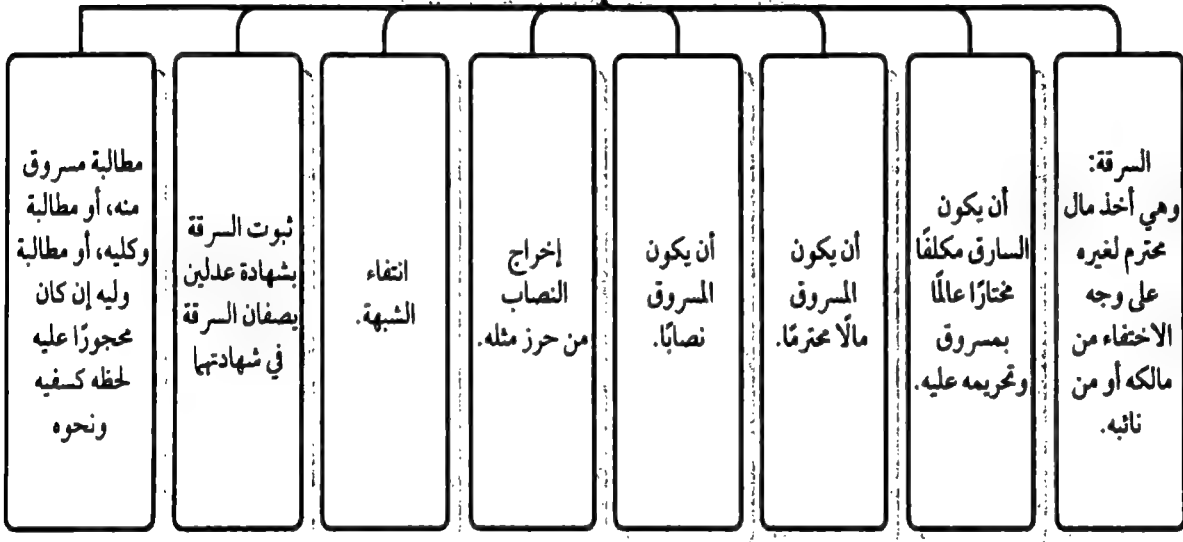 السرقة:
وهي أخذ مال
محترم لغيره
على وجه
الاختفاء من
مالكه أو من
نائبه.
أن يكون
السارق مكلفًا
مختارًا عالمًا
بمسروق
وتحريمه عليه.
أن يكون
المسروق
مالًا محترمًا.
أن يكون
المسروق
نصابًا.
إخراج
النصاب
من حرز مثله.
انتفاء
الشبهة.
ثبوت السرقة
بشهادة عدلين
يصفان السرقة
في شهادتهما
مطالبة مسروق
منه، أو مطالبة
وكليه، أو مطالبة
وليه إن كان
محجورًا عليه
لحظه كسفيه
ونحوه